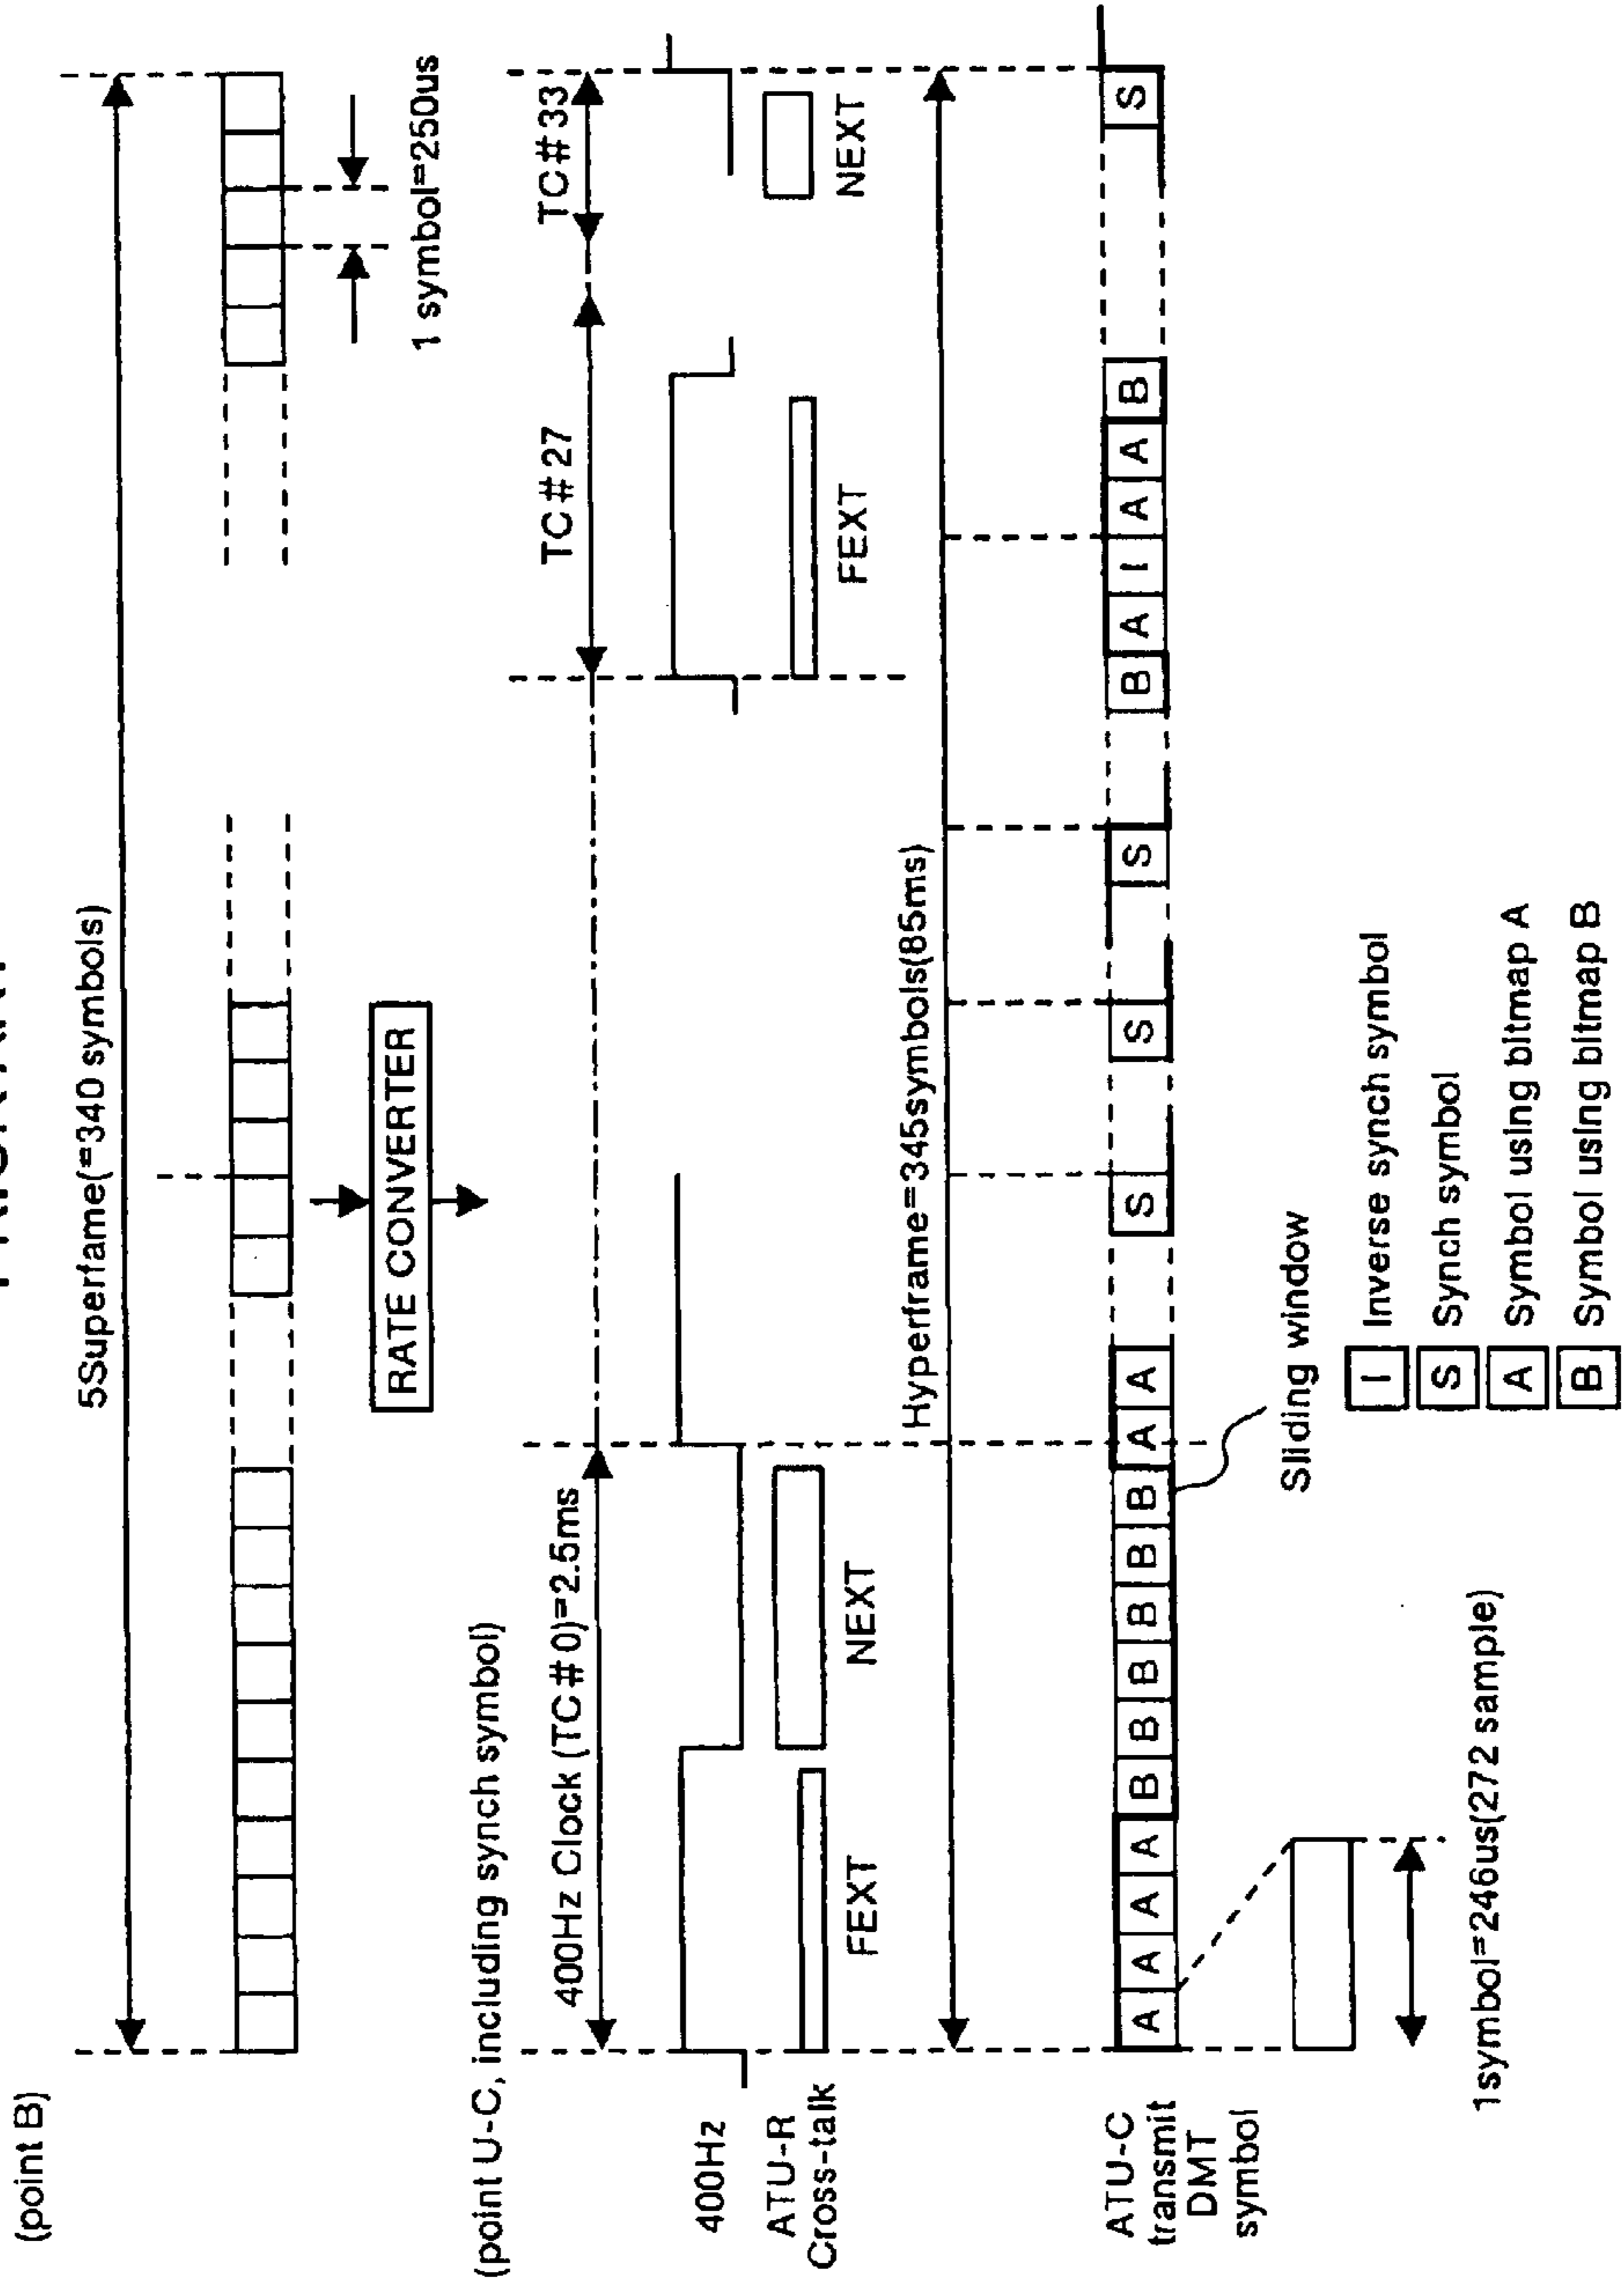 (point B)
5Superfame(=340 symbols)
1 symbol=250us
RATE CONVERTER
(point U-C, including synch symbol)
400Hz Clock (TC#0)=2.5ms
TC#27
TC#33
400Hz
ATU-R
Cross-talk
FEXT
NEXT
FEXT
NEXT
Hyperframe=345symbols(85ms)
ATU-C
transmit
DMT
symbol
A A A A B B B B B B A A S S S B A I A A B S
Sliding window
1symbol=246us(272 sample)
I Inverse synch symbol
S Synch symbol
A Symbol using bitmap A
B Symbol using bitmap B